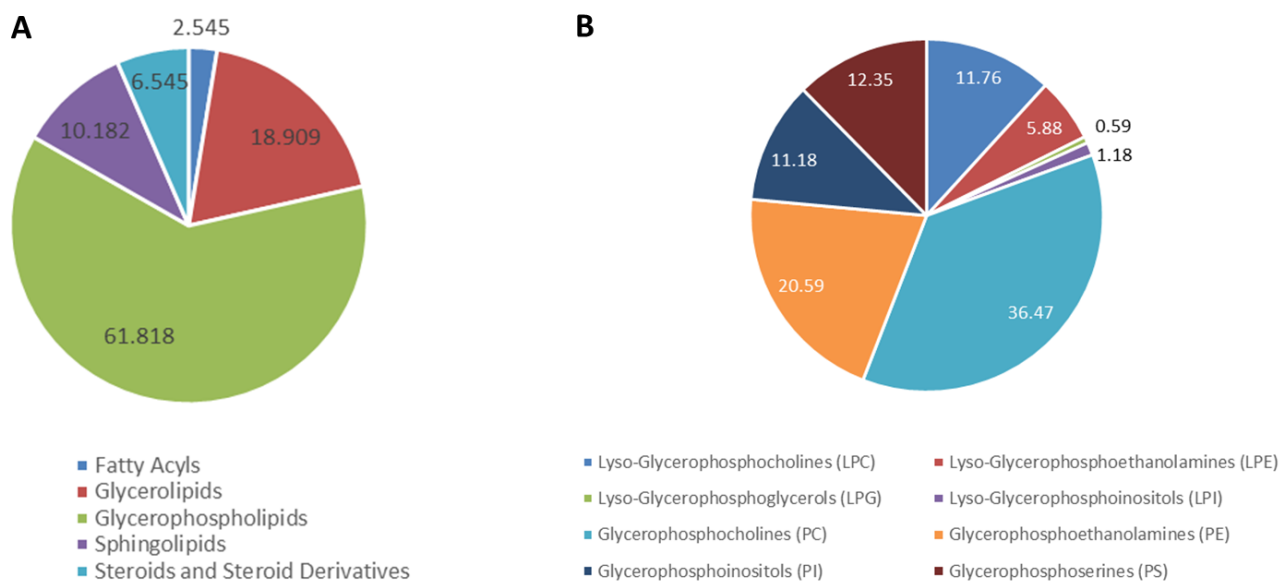 A
2.545
6.545
18.909
10.182
61.818
Fatty Acyls
Glycerolipids
Glycerophospholipids
Sphingolipids
Steroids and Steroid Derivatives
B
12.35
11.76
5.88
0.59
1.18
11.18
20.59
36.47
Lyso-Glycerophosphocholines (LPC)
Lyso-Glycerophosphoethanolamines (LPE)
Lyso-Glycerophosphoglycerols (LPG)
Lyso-Glycerophosphoinositols (LPI)
Glycerophosphocholines (PC)
Glycerophosphoethanolamines (PE)
Glycerophosphoinositols (PI)
Glycerophosphoserines (PS)